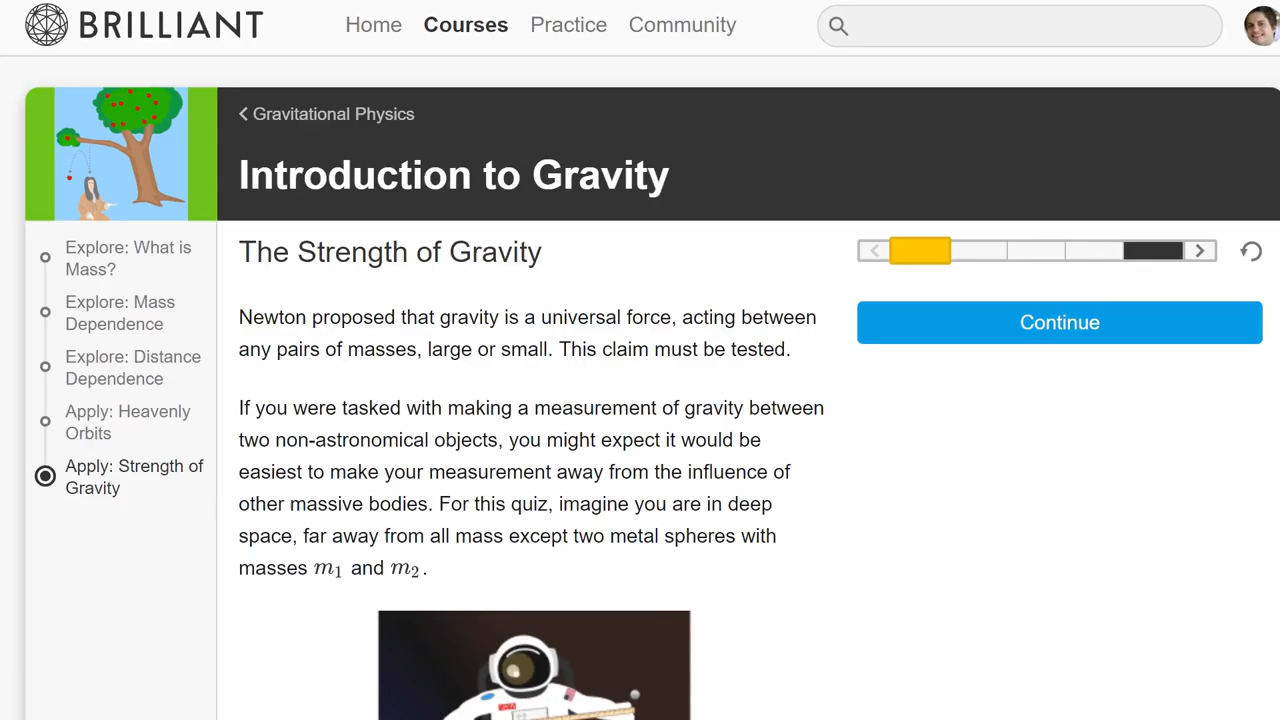 BRILLIANT
Home Courses Practice Community
Gravitational Physics
Introduction to Gravity
Explore: What is
Mass?
Explore: Mass
Dependence
Explore: Distance
Dependence
Apply: Heavenly
Orbits
Apply: Strength of
Gravity
The Strength of Gravity
Newton proposed that gravity is a universal force, acting between
any pairs of masses, large or small. This claim must be tested.
If you were tasked with making a measurement of gravity between
two non-astronomical objects, you might expect it would be
easiest to make your measurement away from the influence of
other massive bodies. For this quiz, imagine you are in deep
space, far away from all mass except two metal spheres with
masses m₁ and m₂.
Continue